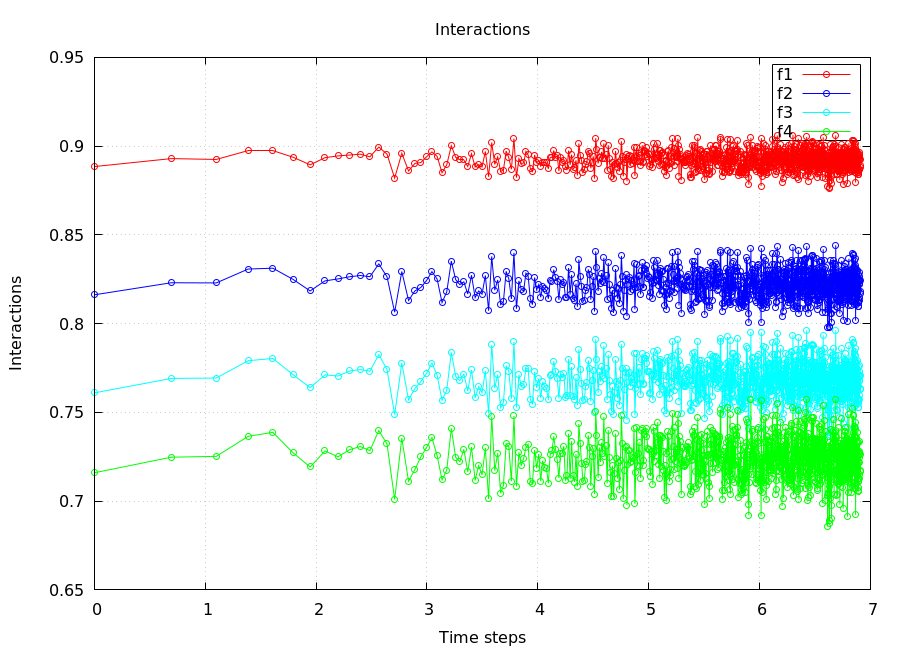 Interactions
0.95
0.9
0.85
0.8
0.75
0.7
0.65
Interactions
f1
f2
f3
f4
0 1 2 3 4 5 6 7
Time steps